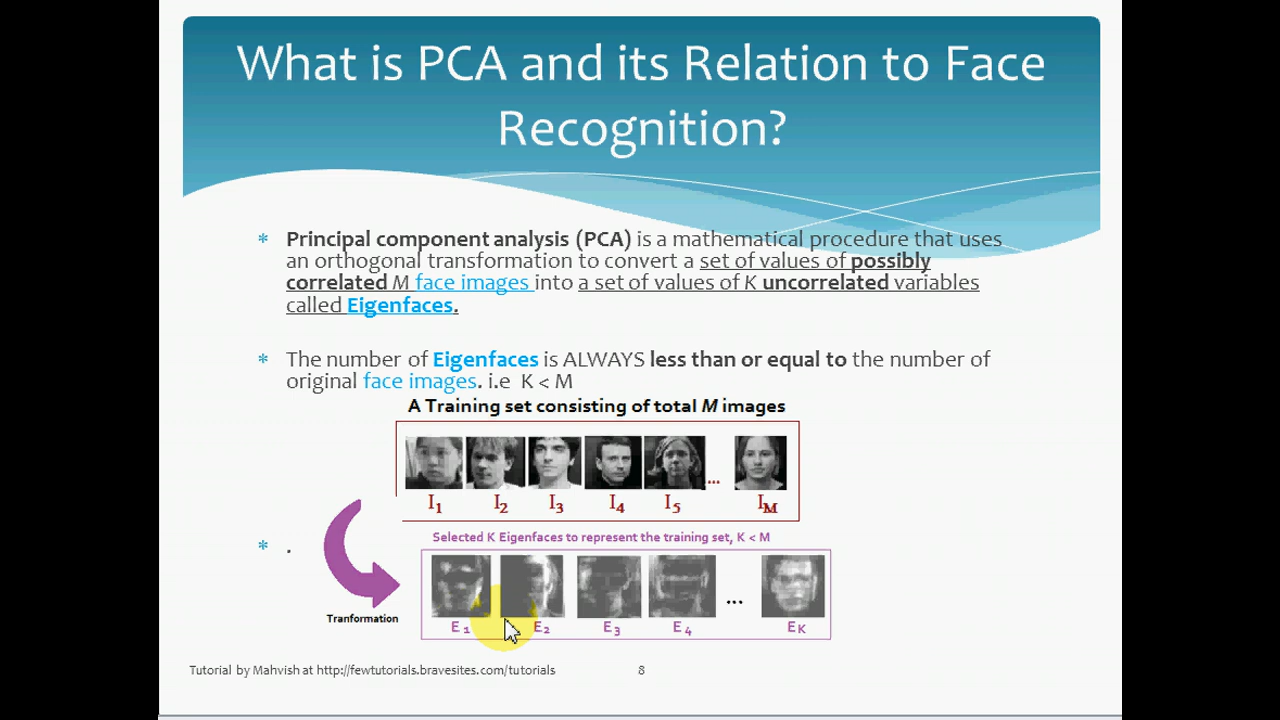 What is PCA and its Relation to Face
Recognition?
* Principal component analysis (PCA) is a mathematical procedure that uses
an orthogonal transformation to convert a set of values of possibly
correlated M face images into a set of values of K uncorrelated variables
called Eigenfaces.
* The number of Eigenfaces is ALWAYS less than or equal to the number of
original face images. i.e K < M
A Training set consisting of total M images
... 
I1 I2 I3 I4 I5 IM
Selected K Eigenfaces to represent the training set, K < M
* .
...
Tranformation
E1 E2 E3 E4 EK
Tutorial by Mahvish at http://fewtutorials.bravesites.com/tutorials 8